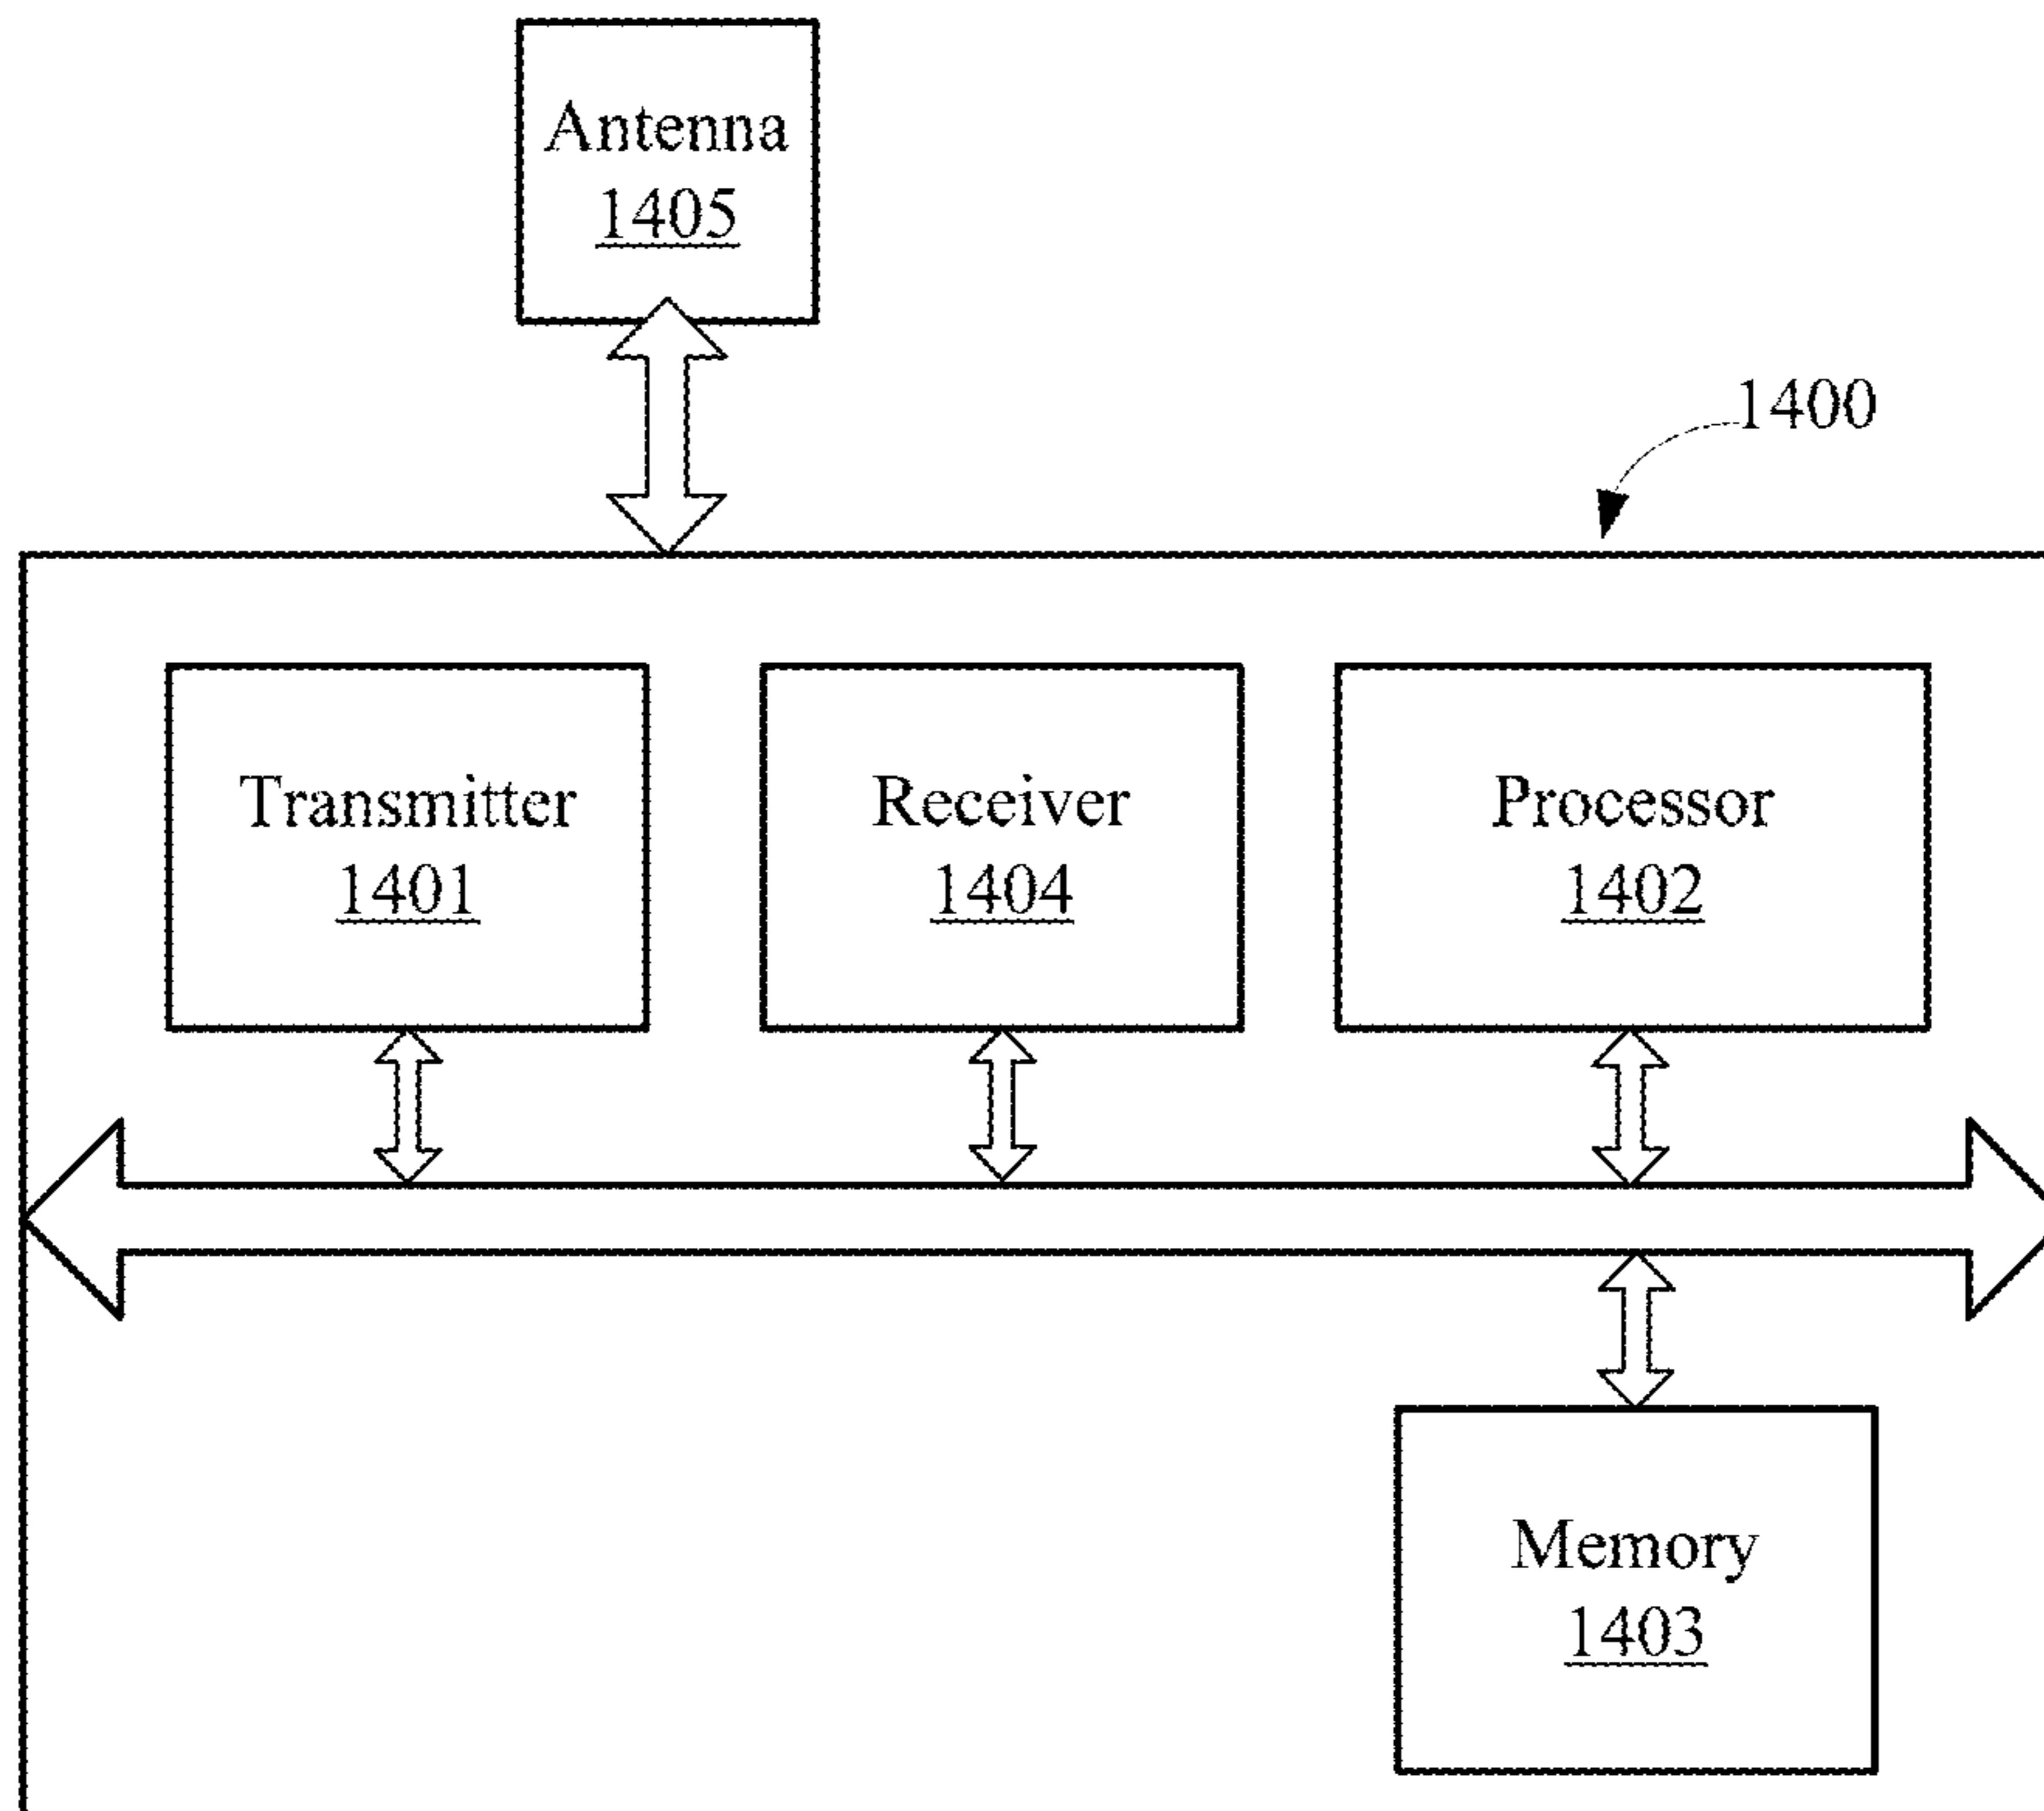 Antenna
1405
1400
Transmitter
1401
Receiver
1404
Processor
1402
Memory
1403